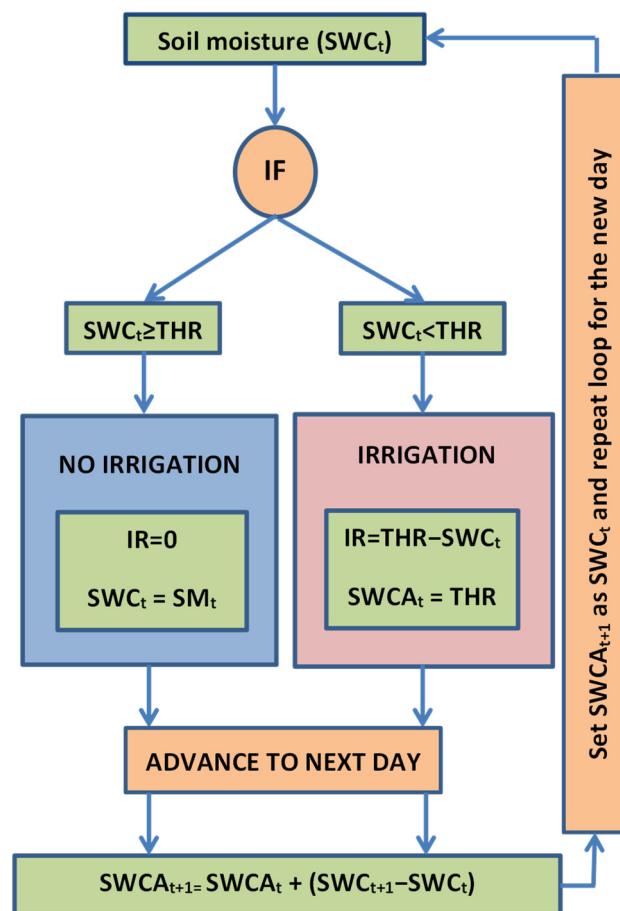 Soil moisture (SWCₜ)
IF
SWCₜ≥THR
SWCₜ<THR
NO IRRIGATION
IR=0
SWCₜ = SMₜ
IRRIGATION
IR=THR−SWCₜ
SWCAₜ = THR
ADVANCE TO NEXT DAY
SWCAₜ₊₁₌ SWCAₜ + (SWCₜ₊₁−SWCₜ)
Set SWCAₜ₊₁ as SWCₜ and repeat loop for the new day